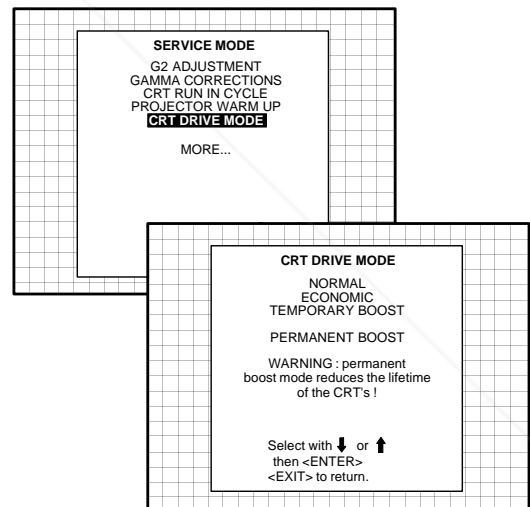 SERVICE MODE
G2 ADJUSTMENT
GAMMA CORRECTIONS
CRT RUN IN CYCLE
PROJECTOR WARM UP
CRT DRIVE MODE
MORE...
CRT DRIVE MODE
NORMAL
ECONOMIC
TEMPORARY BOOST
PERMANENT BOOST
WARNING : permanent
boost mode reduces the lifetime
of the CRT's !
Select with ⬇ or ⬆
then <ENTER>
<EXIT> to return.